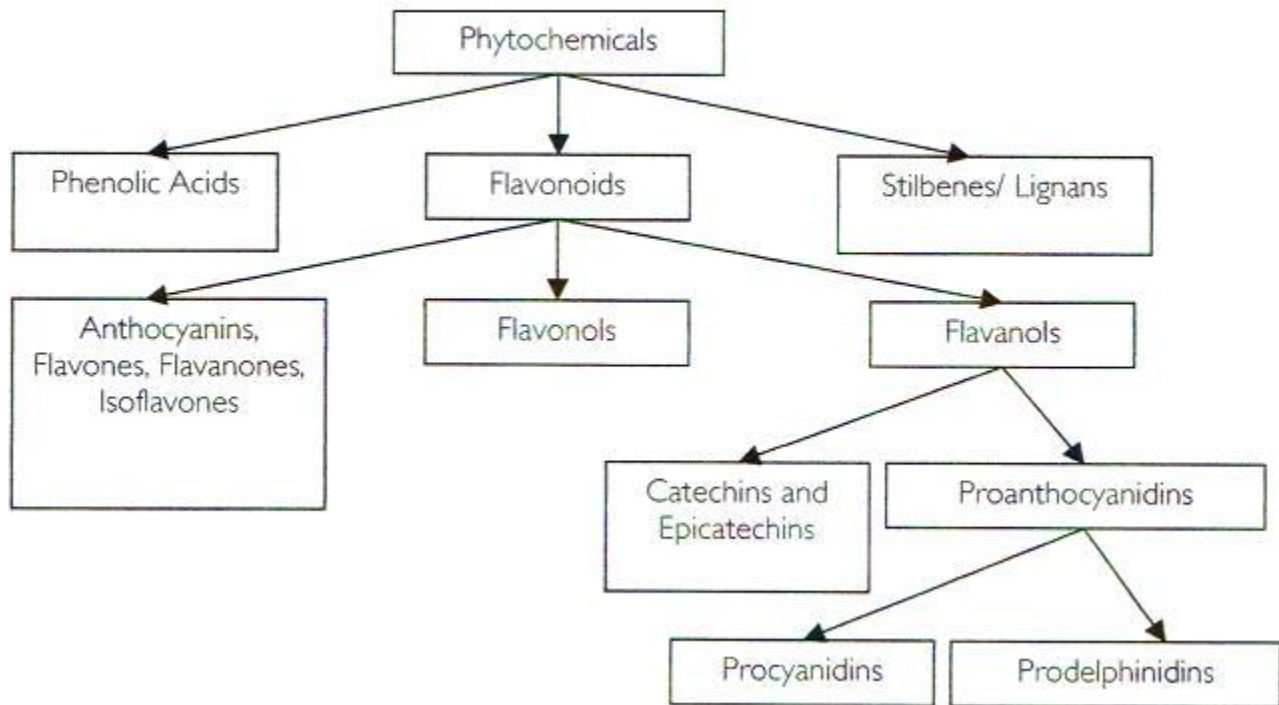 Phytochemicals
Phenolic Acids
Flavonoids
Stilbenes/ Lignans
Anthocyanins,
Flavones, Flavanones,
Isoflavones
Flavonols
Flavanols
Catechins and
Epicatechins
Proanthocyanidins
Procyanidins
Prodelphinidins